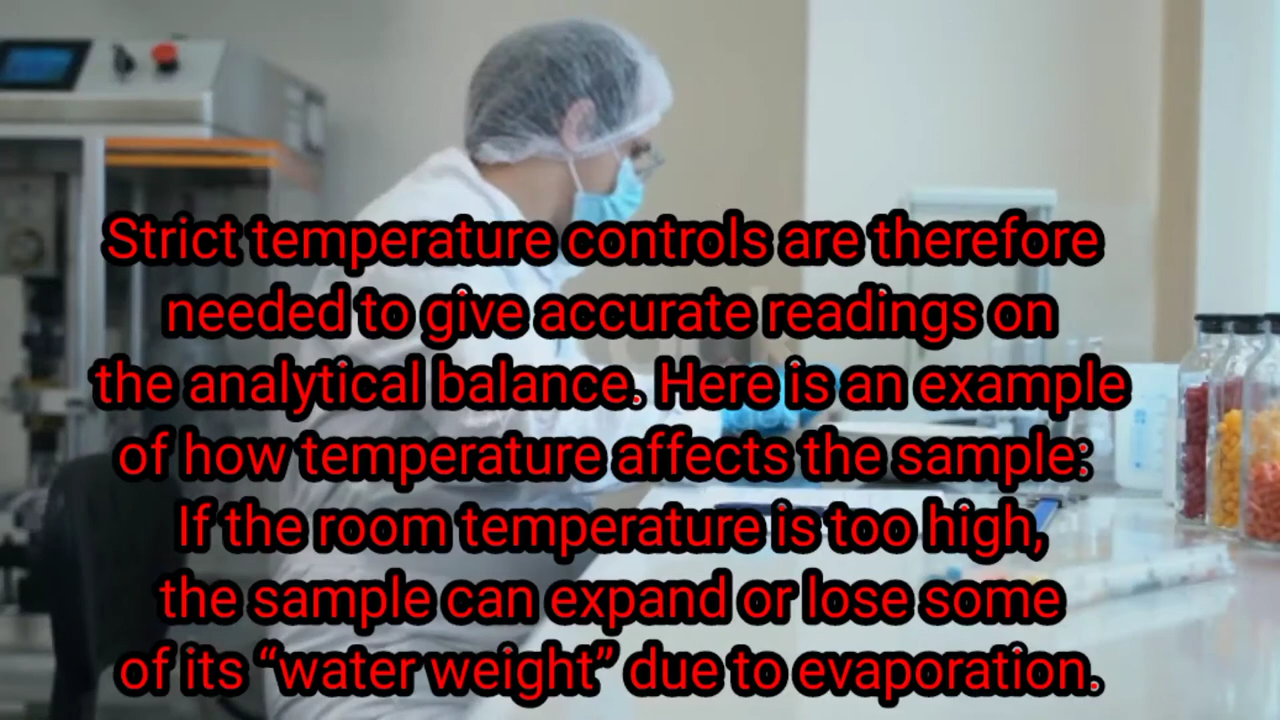 Strict temperature controls are therefore
needed to give accurate readings on
the analytical balance. Here is an example
of how temperature affects the sample:
If the room temperature is too high,
the sample can expand or lose some
of its “water weight” due to evaporation.